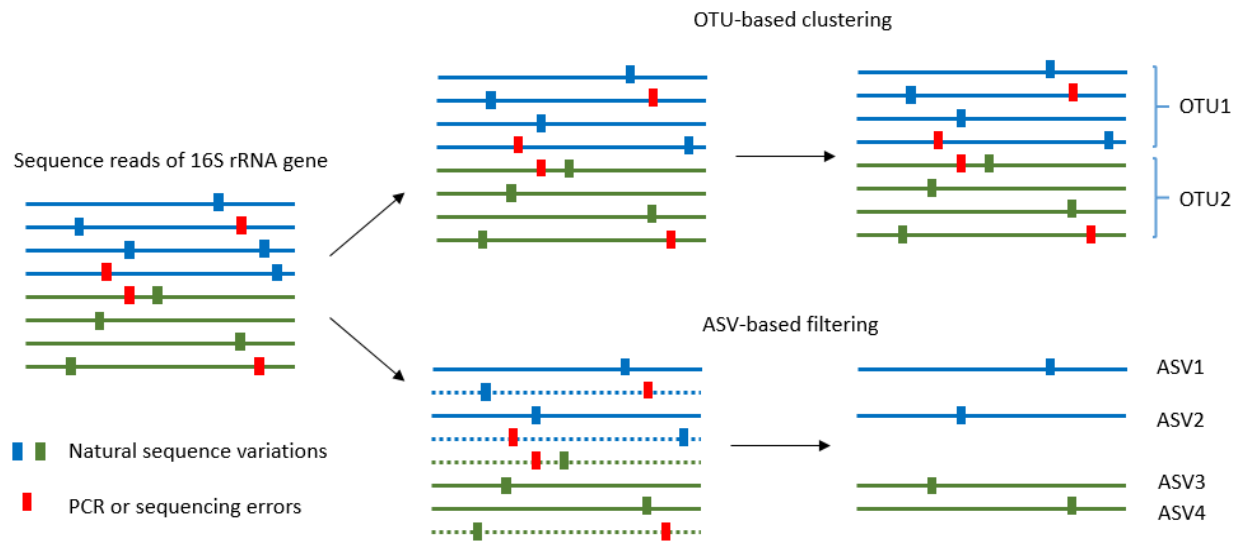 OTU-based clustering
OTU1
Sequence reads of 16S rRNA gene
OTU2
ASV-based filtering
ASV1
ASV2
Natural sequence variations
ASV3
PCR or sequencing errors
ASV4